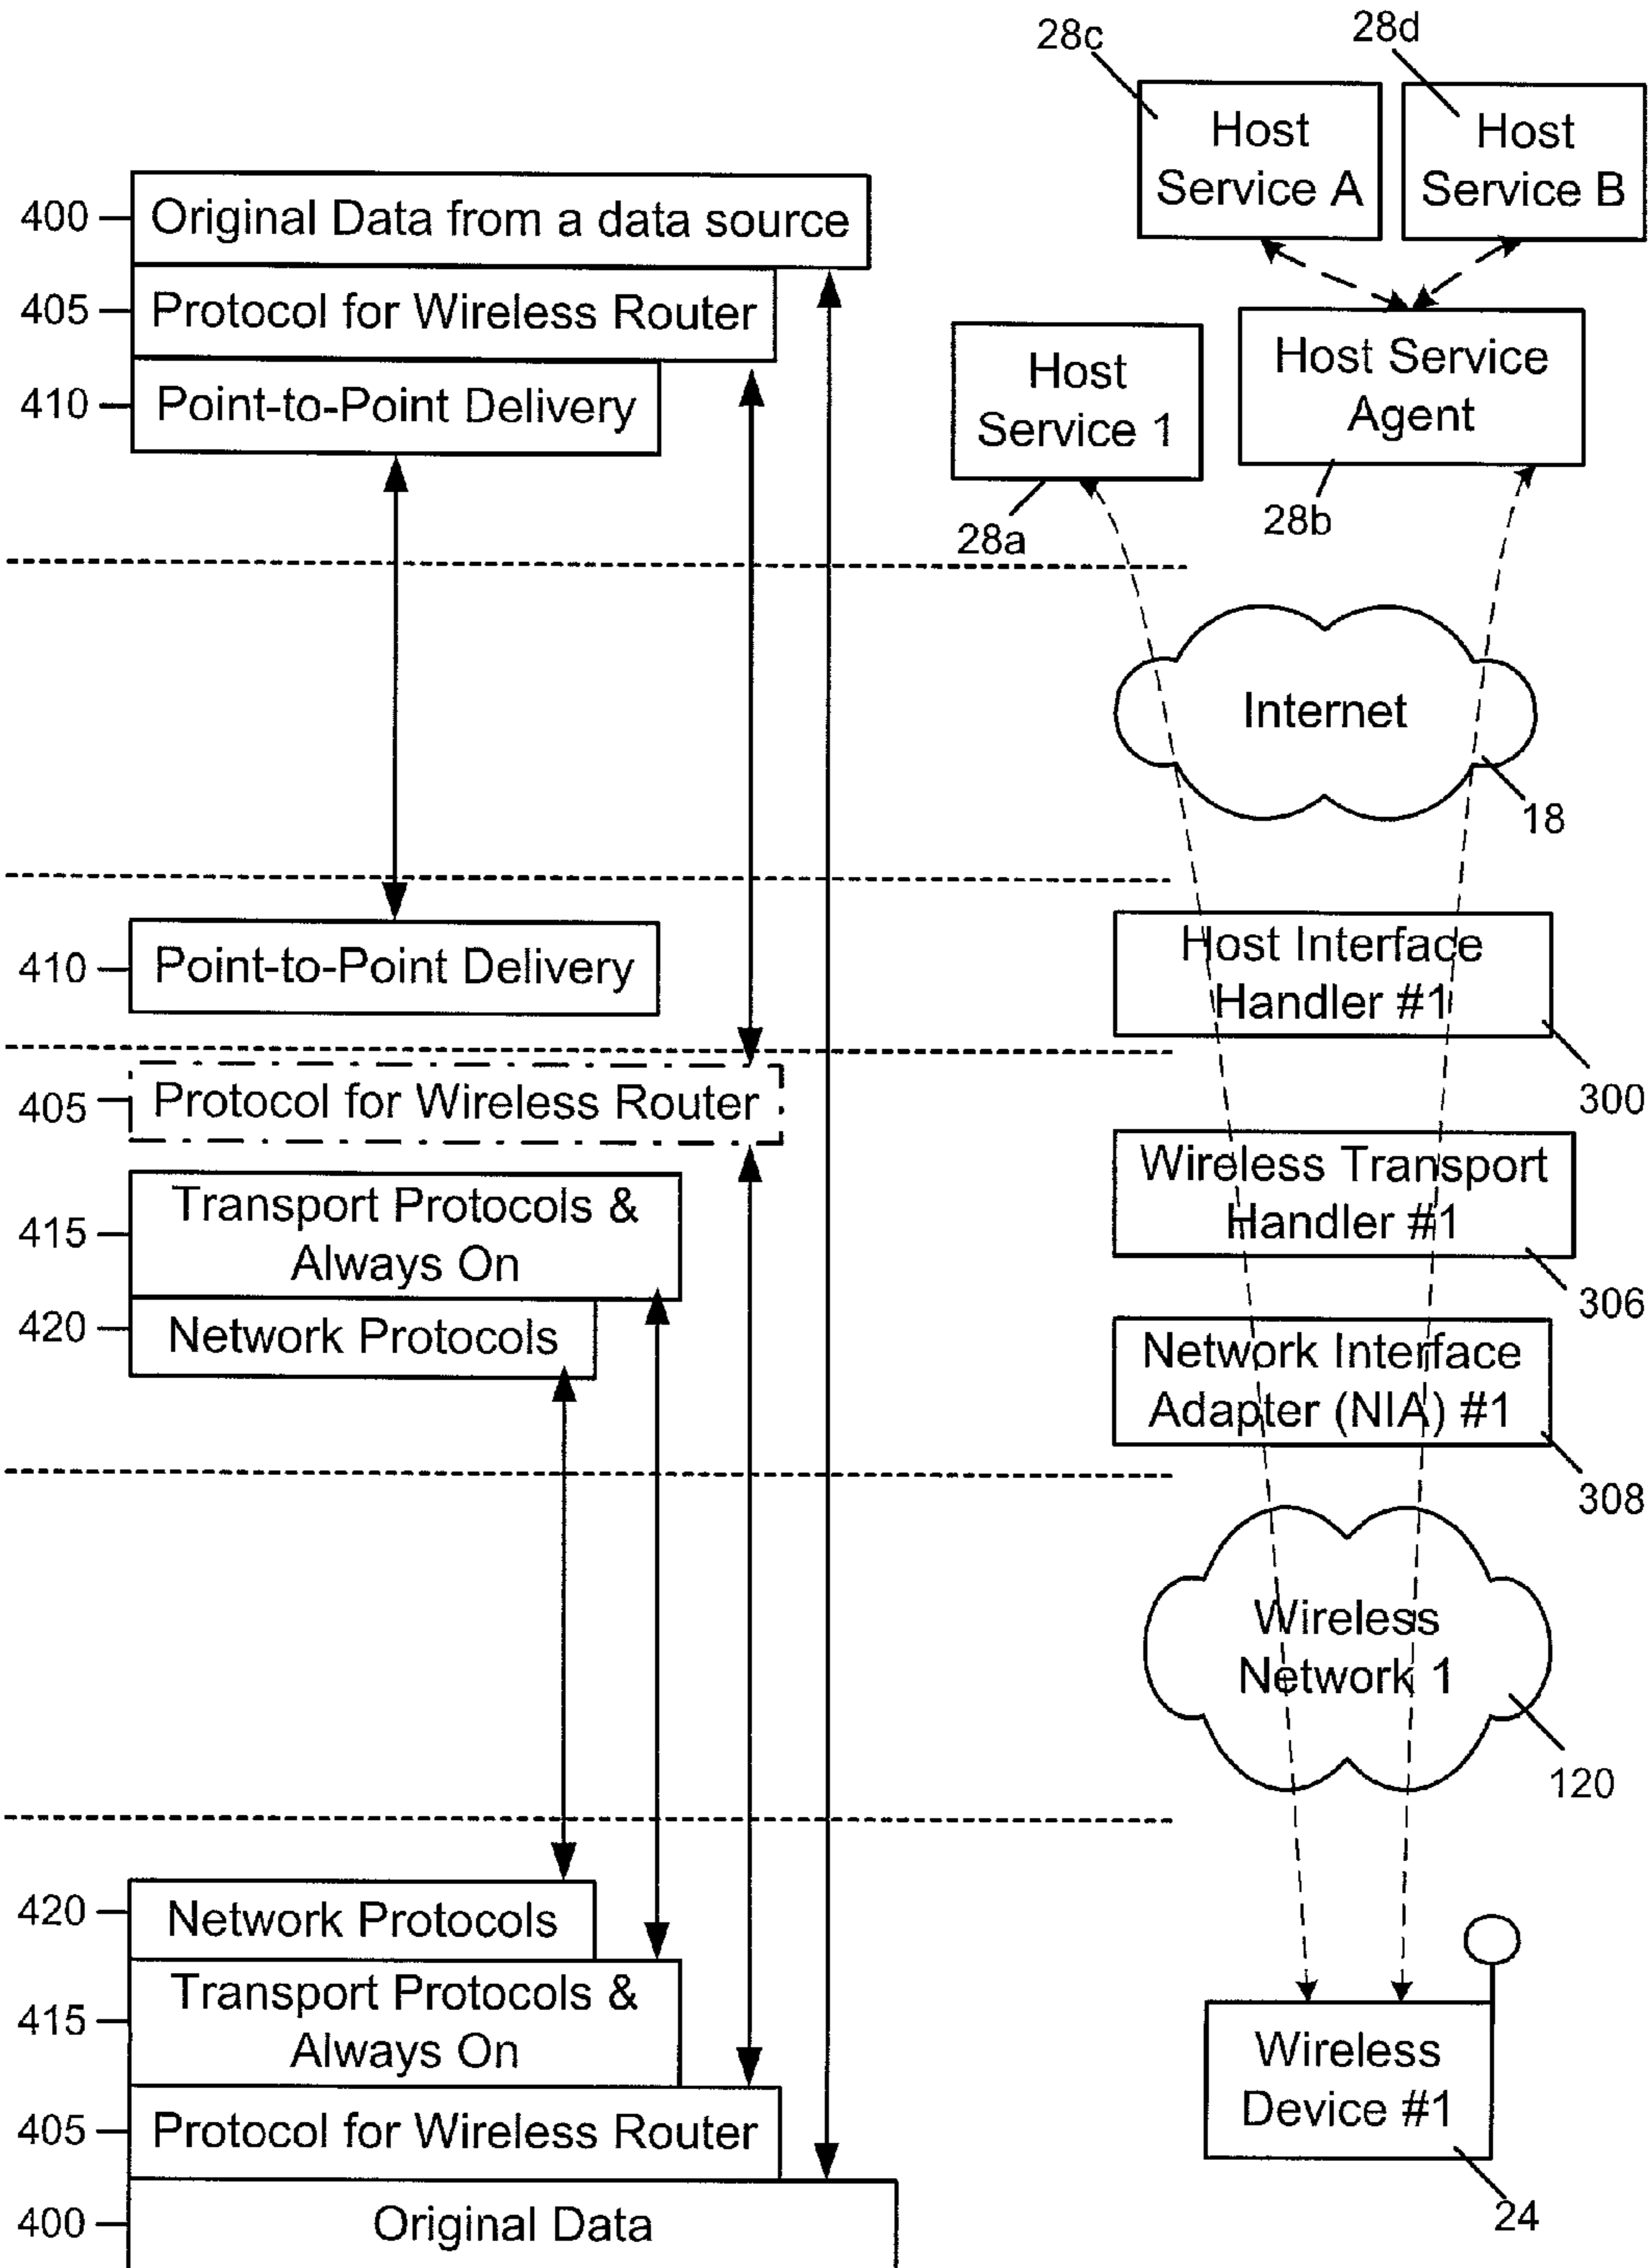 28c
28d
Host
Service A
Host
Service B
400
Original Data from a data source
405
Protocol for Wireless Router
410
Point-to-Point Delivery
Host
Service 1
Host Service
Agent
28a
28b
Internet
18
410
Point-to-Point Delivery
Host Interface
Handler #1
300
405
Protocol for Wireless Router
415
Transport Protocols &
Always On
Wireless Transport
Handler #1
306
420
Network Protocols
Network Interface
Adapter (NIA) #1
308
Wireless
Network 1
120
420
Network Protocols
415
Transport Protocols &
Always On
405
Protocol for Wireless Router
400
Original Data
Wireless
Device #1
24